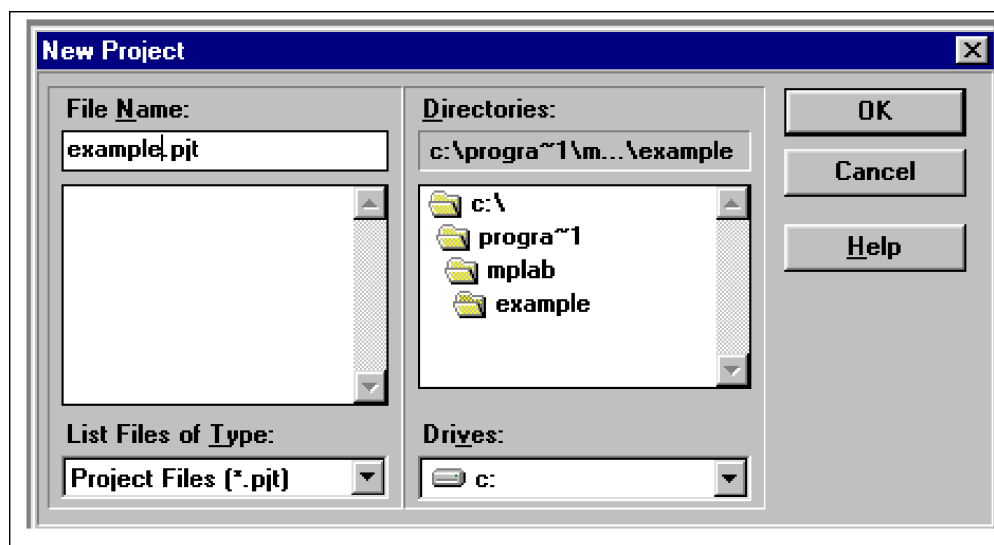 New Project
File Name:
example.pjt
List Files of Type:
Project Files (*.pjt)
Directories:
c:\progra~1\m...\example
c:\
progra~1
mplab
example
Drives:
c:
OK
Cancel
Help